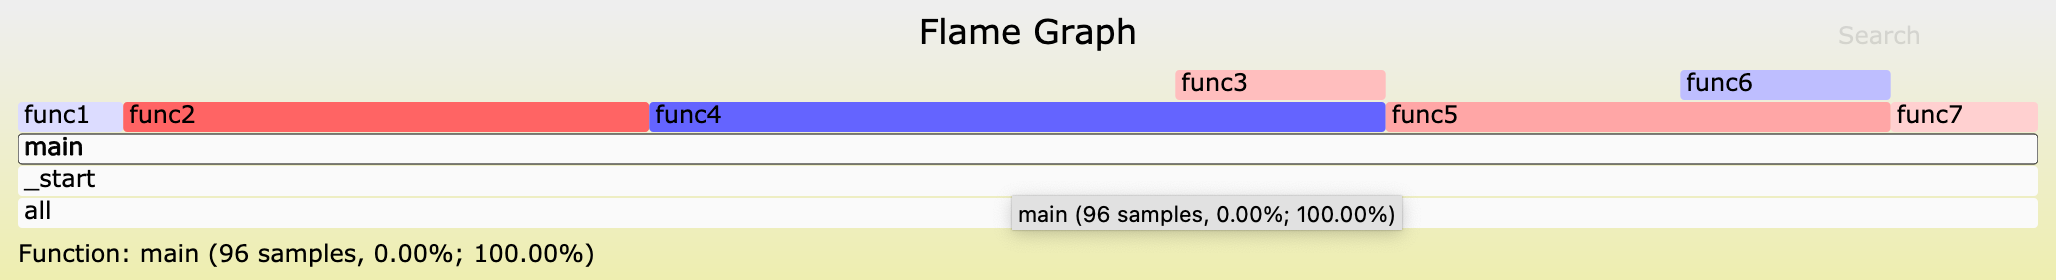 Flame Graph
Search
func3 func6
func1 func2 func4 func5 func7
main
_start
all
main (96 samples, 0.00%; 100.00%)
Function: main (96 samples, 0.00%; 100.00%)